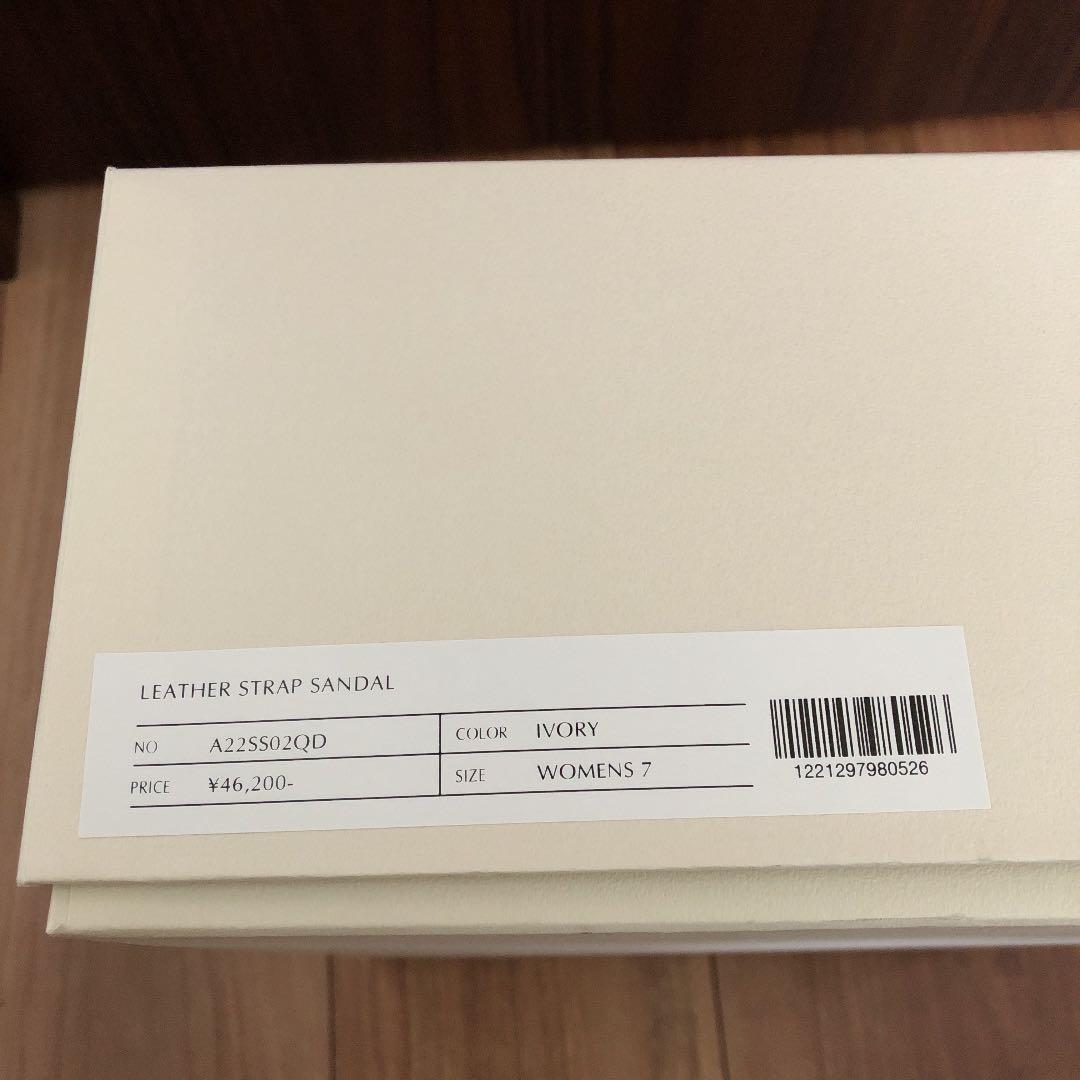 LEATHER STRAP SANDAL
NO A22SS02QD COLOR IVORY
PRICE ¥46,200- SIZE WOMENS 7
1221297980526